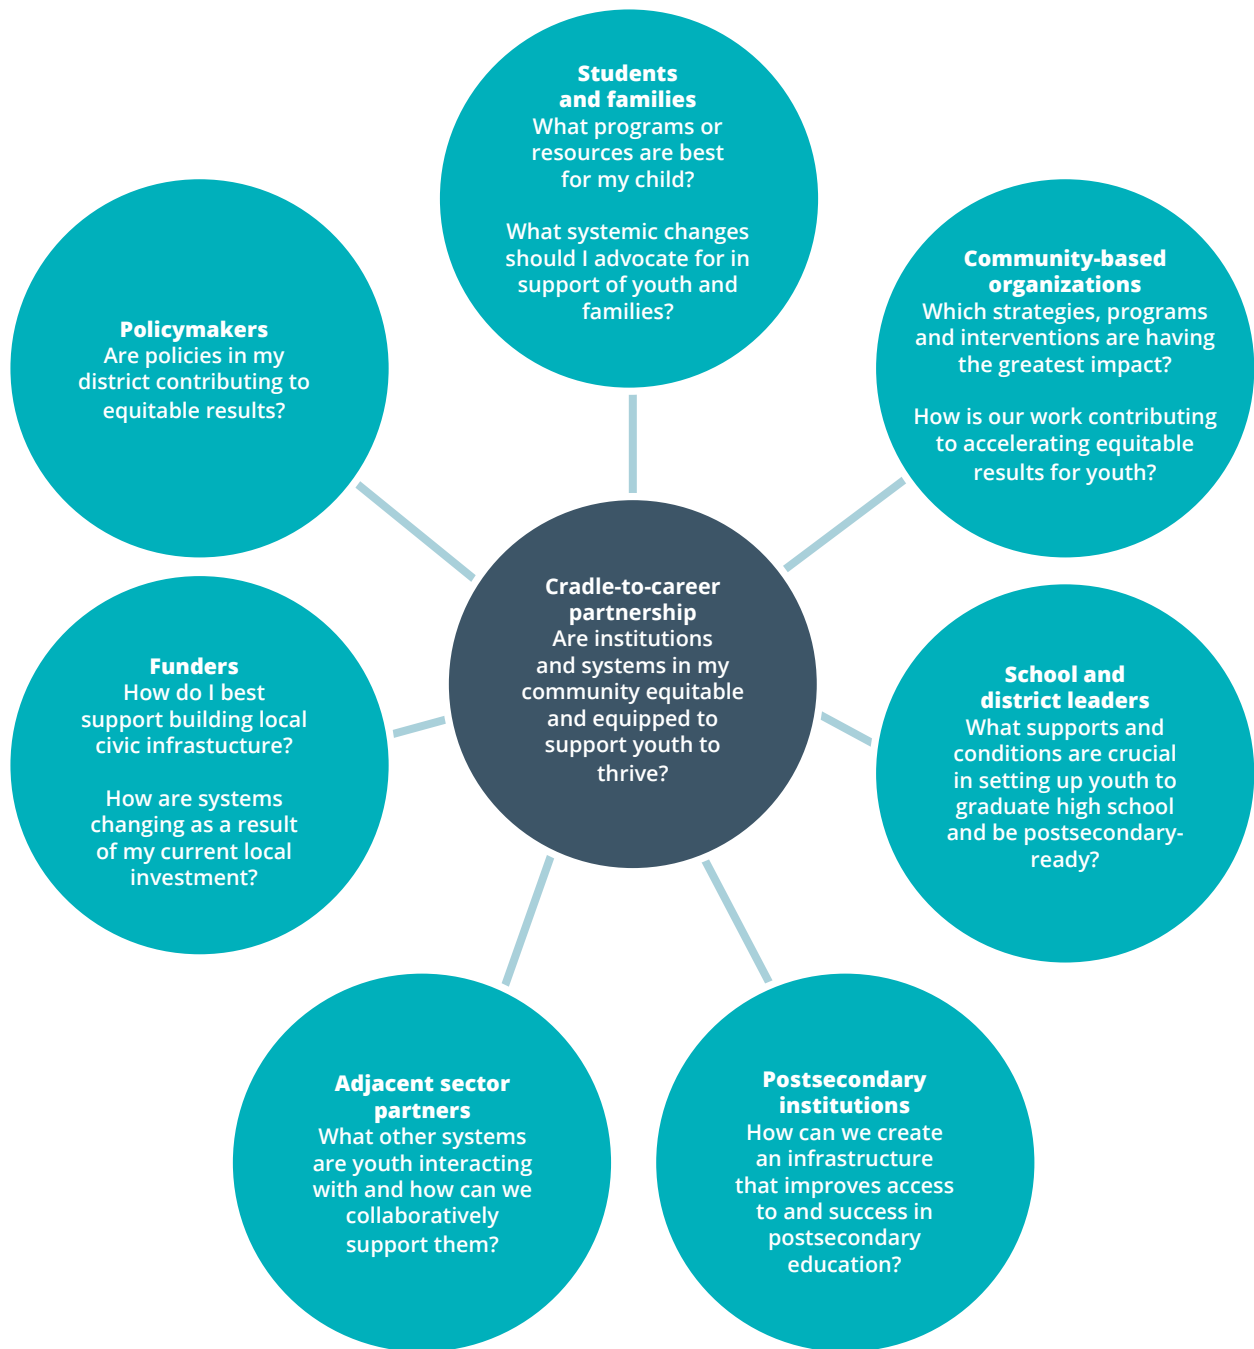 Students
and families
What programs or
resources are best
for my child?
What systemic changes
should I advocate for in
support of youth and
families?
Community-based
organizations
Which strategies, programs
and interventions are having
the greatest impact?
How is our work contributing
to accelerating equitable
results for youth?
School and
district leaders
What supports and
conditions are crucial
in setting up youth to
graduate high school
and be postsecondary-
ready?
Postsecondary
institutions
How can we create
an infrastructure
that improves access
to and success in
postsecondary
education?
Adjacent sector
partners
What other systems
are youth interacting
with and how can we
collaboratively
support them?
Funders
How do I best
support building local
civic infrastucture?
How are systems
changing as a result
of my current local
investment?
Policymakers
Are policies in my
district contributing to
equitable results?
Cradle-to-career
partnership
Are institutions
and systems in my
community equitable
and equipped to
support youth to
thrive?